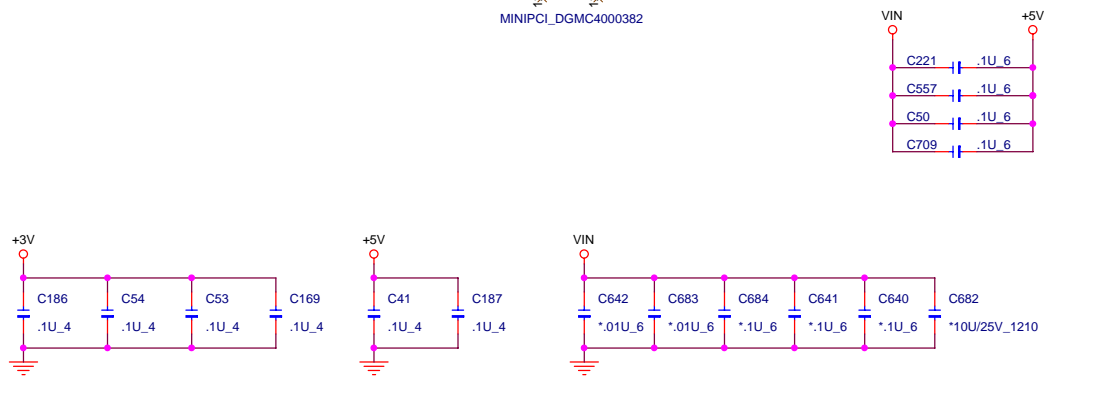 MINIPCI_DGMC4000382
VIN +5V
C221 .1U_6
C557 .1U_6
C50 .1U_6
C709 .1U_6
+3V +5V VIN
C186 C54 C53 C169 C41 C187 C642 C683 C684 C641 C640 C682
.1U_4 .1U_4 .1U_4 .1U_4 .1U_4 .1U_4 *.01U_6 *.01U_6 *.1U_6 *.1U_6 *.1U_6 *10U/25V_1210